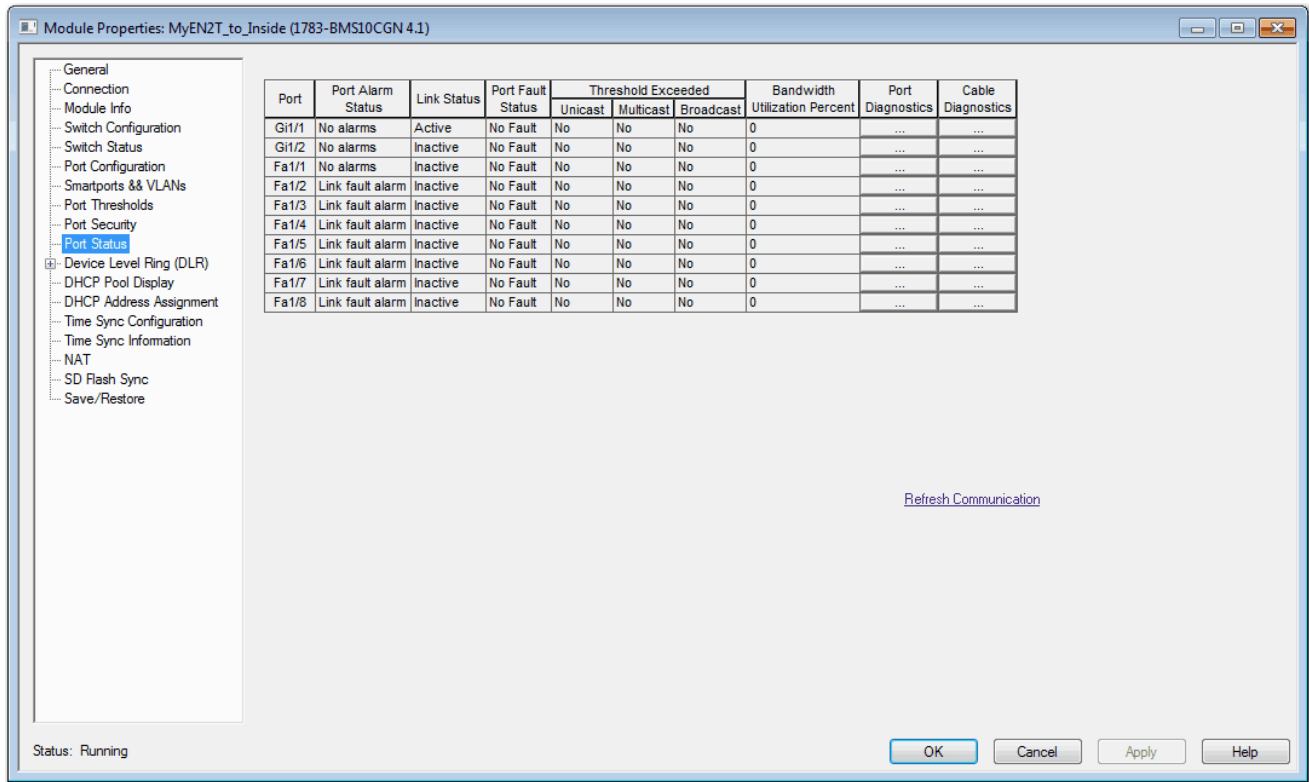 Module Properties: MyEN2T_to_Inside (1783-BMS10CGN 4.1)
General
Connection
Module Info
Switch Configuration
Switch Status
Port Configuration
Smartports && VLANs
Port Thresholds
Port Security
Port Status
Device Level Ring (DLR)
DHCP Pool Display
DHCP Address Assignment
Time Sync Configuration
Time Sync Information
NAT
SD Flash Sync
Save/Restore
Port Port Alarm Status Link Status Port Fault Status Threshold Exceeded Unicast Multicast Broadcast Bandwidth Utilization Percent Port Diagnostics Cable Diagnostics
Gi1/1 No alarms Active No Fault No No No 0 ... ...
Gi1/2 No alarms Inactive No Fault No No No 0 ... ...
Fa1/1 No alarms Inactive No Fault No No No 0 ... ...
Fa1/2 Link fault alarm Inactive No Fault No No No 0 ... ...
Fa1/3 Link fault alarm Inactive No Fault No No No 0 ... ...
Fa1/4 Link fault alarm Inactive No Fault No No No 0 ... ...
Fa1/5 Link fault alarm Inactive No Fault No No No 0 ... ...
Fa1/6 Link fault alarm Inactive No Fault No No No 0 ... ...
Fa1/7 Link fault alarm Inactive No Fault No No No 0 ... ...
Fa1/8 Link fault alarm Inactive No Fault No No No 0 ... ...
Refresh Communication
Status: Running
OK Cancel Apply Help